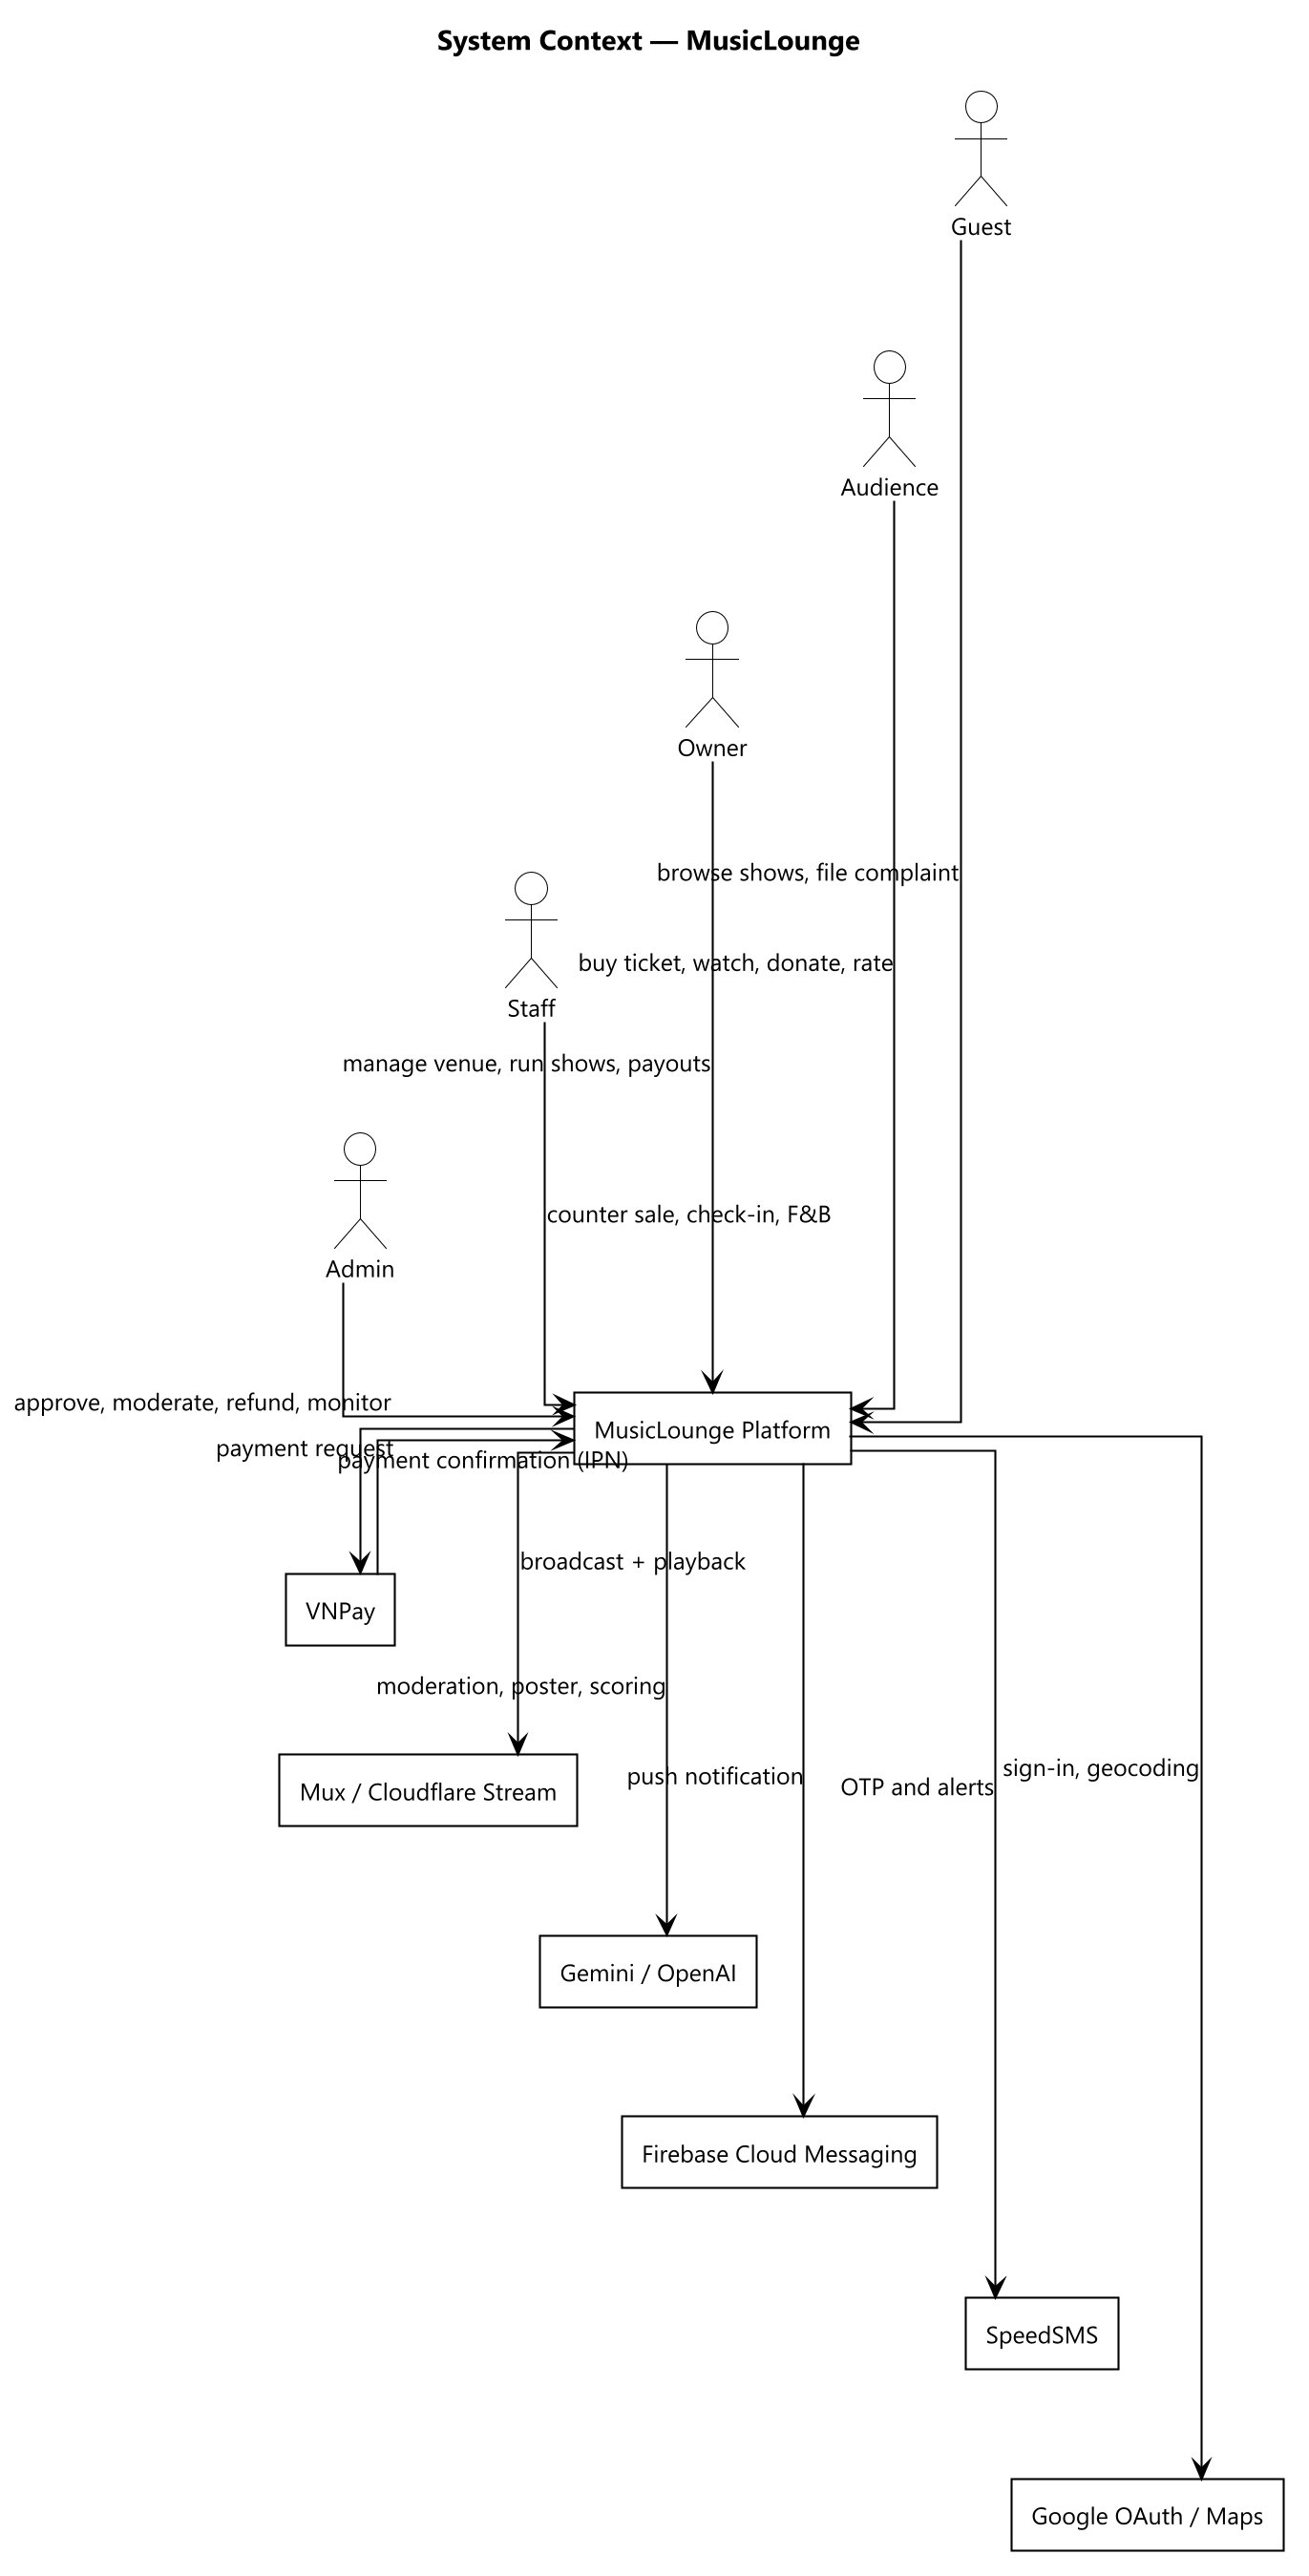 System Context — MusicLounge
Guest
Audience
Owner
browse shows, file complaint
buy ticket, watch, donate, rate
Staff
manage venue, run shows, payouts
counter sale, check-in, F&B
Admin
approve, moderate, refund, monitor
MusicLounge Platform
payment request
payment confirmation (IPN)
broadcast + playback
VNPay
moderation, poster, scoring
push notification
OTP and alerts
sign-in, geocoding
Mux / Cloudflare Stream
Gemini / OpenAI
Firebase Cloud Messaging
SpeedSMS
Google OAuth / Maps